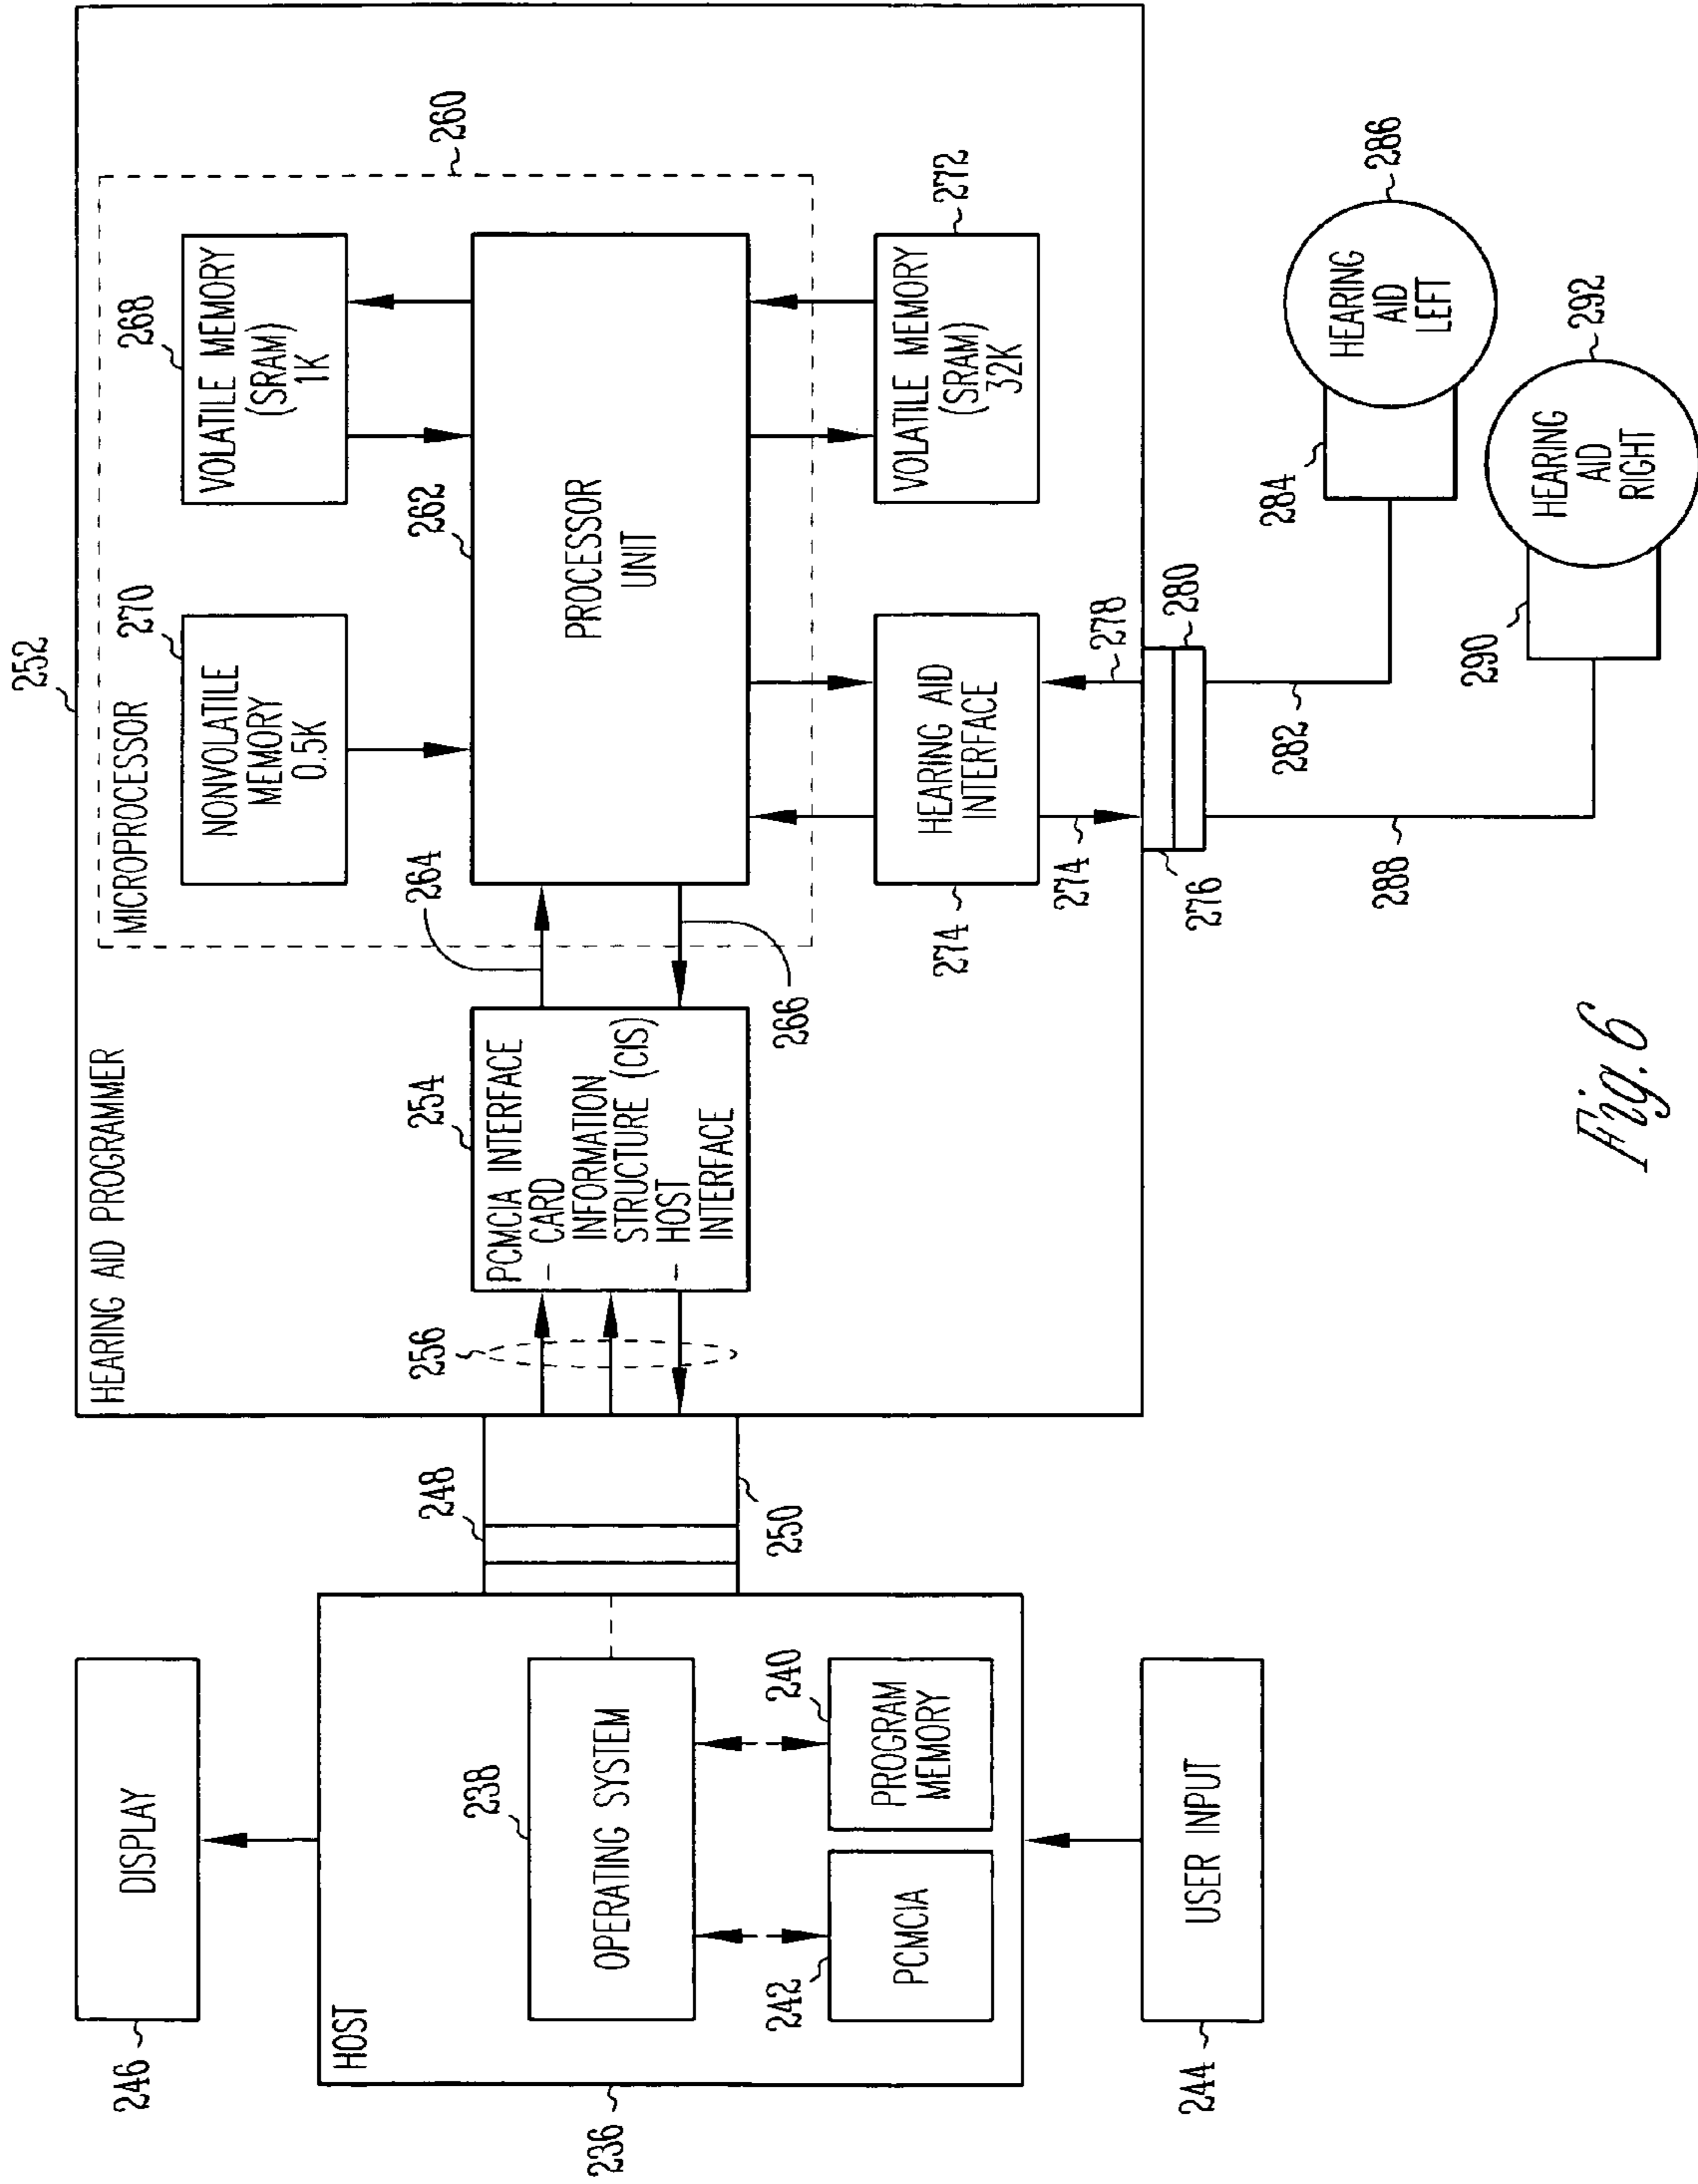 252
HEARING AID PROGRAMMER
MICROPROCESSOR
260
270
NONVOLATILE
MEMORY
0.5K
268
VOLATILE MEMORY
(SRAM)
1K
262
PROCESSOR
UNIT
264
266
254
PCMCIA INTERFACE
– CARD
INFORMATION
STRUCTURE (CIS)
– HOST
INTERFACE
256
248
250
246
DISPLAY
236
HOST
238
OPERATING SYSTEM
242
PCMCIA
240
PROGRAM
MEMORY
244
USER INPUT
274
HEARING AID
INTERFACE
272
VOLATILE MEMORY
(SRAM)
32K
274
278
276
280
282
288
284
HEARING
AID
LEFT
286
290
HEARING
AID
RIGHT
292
Fig. 6